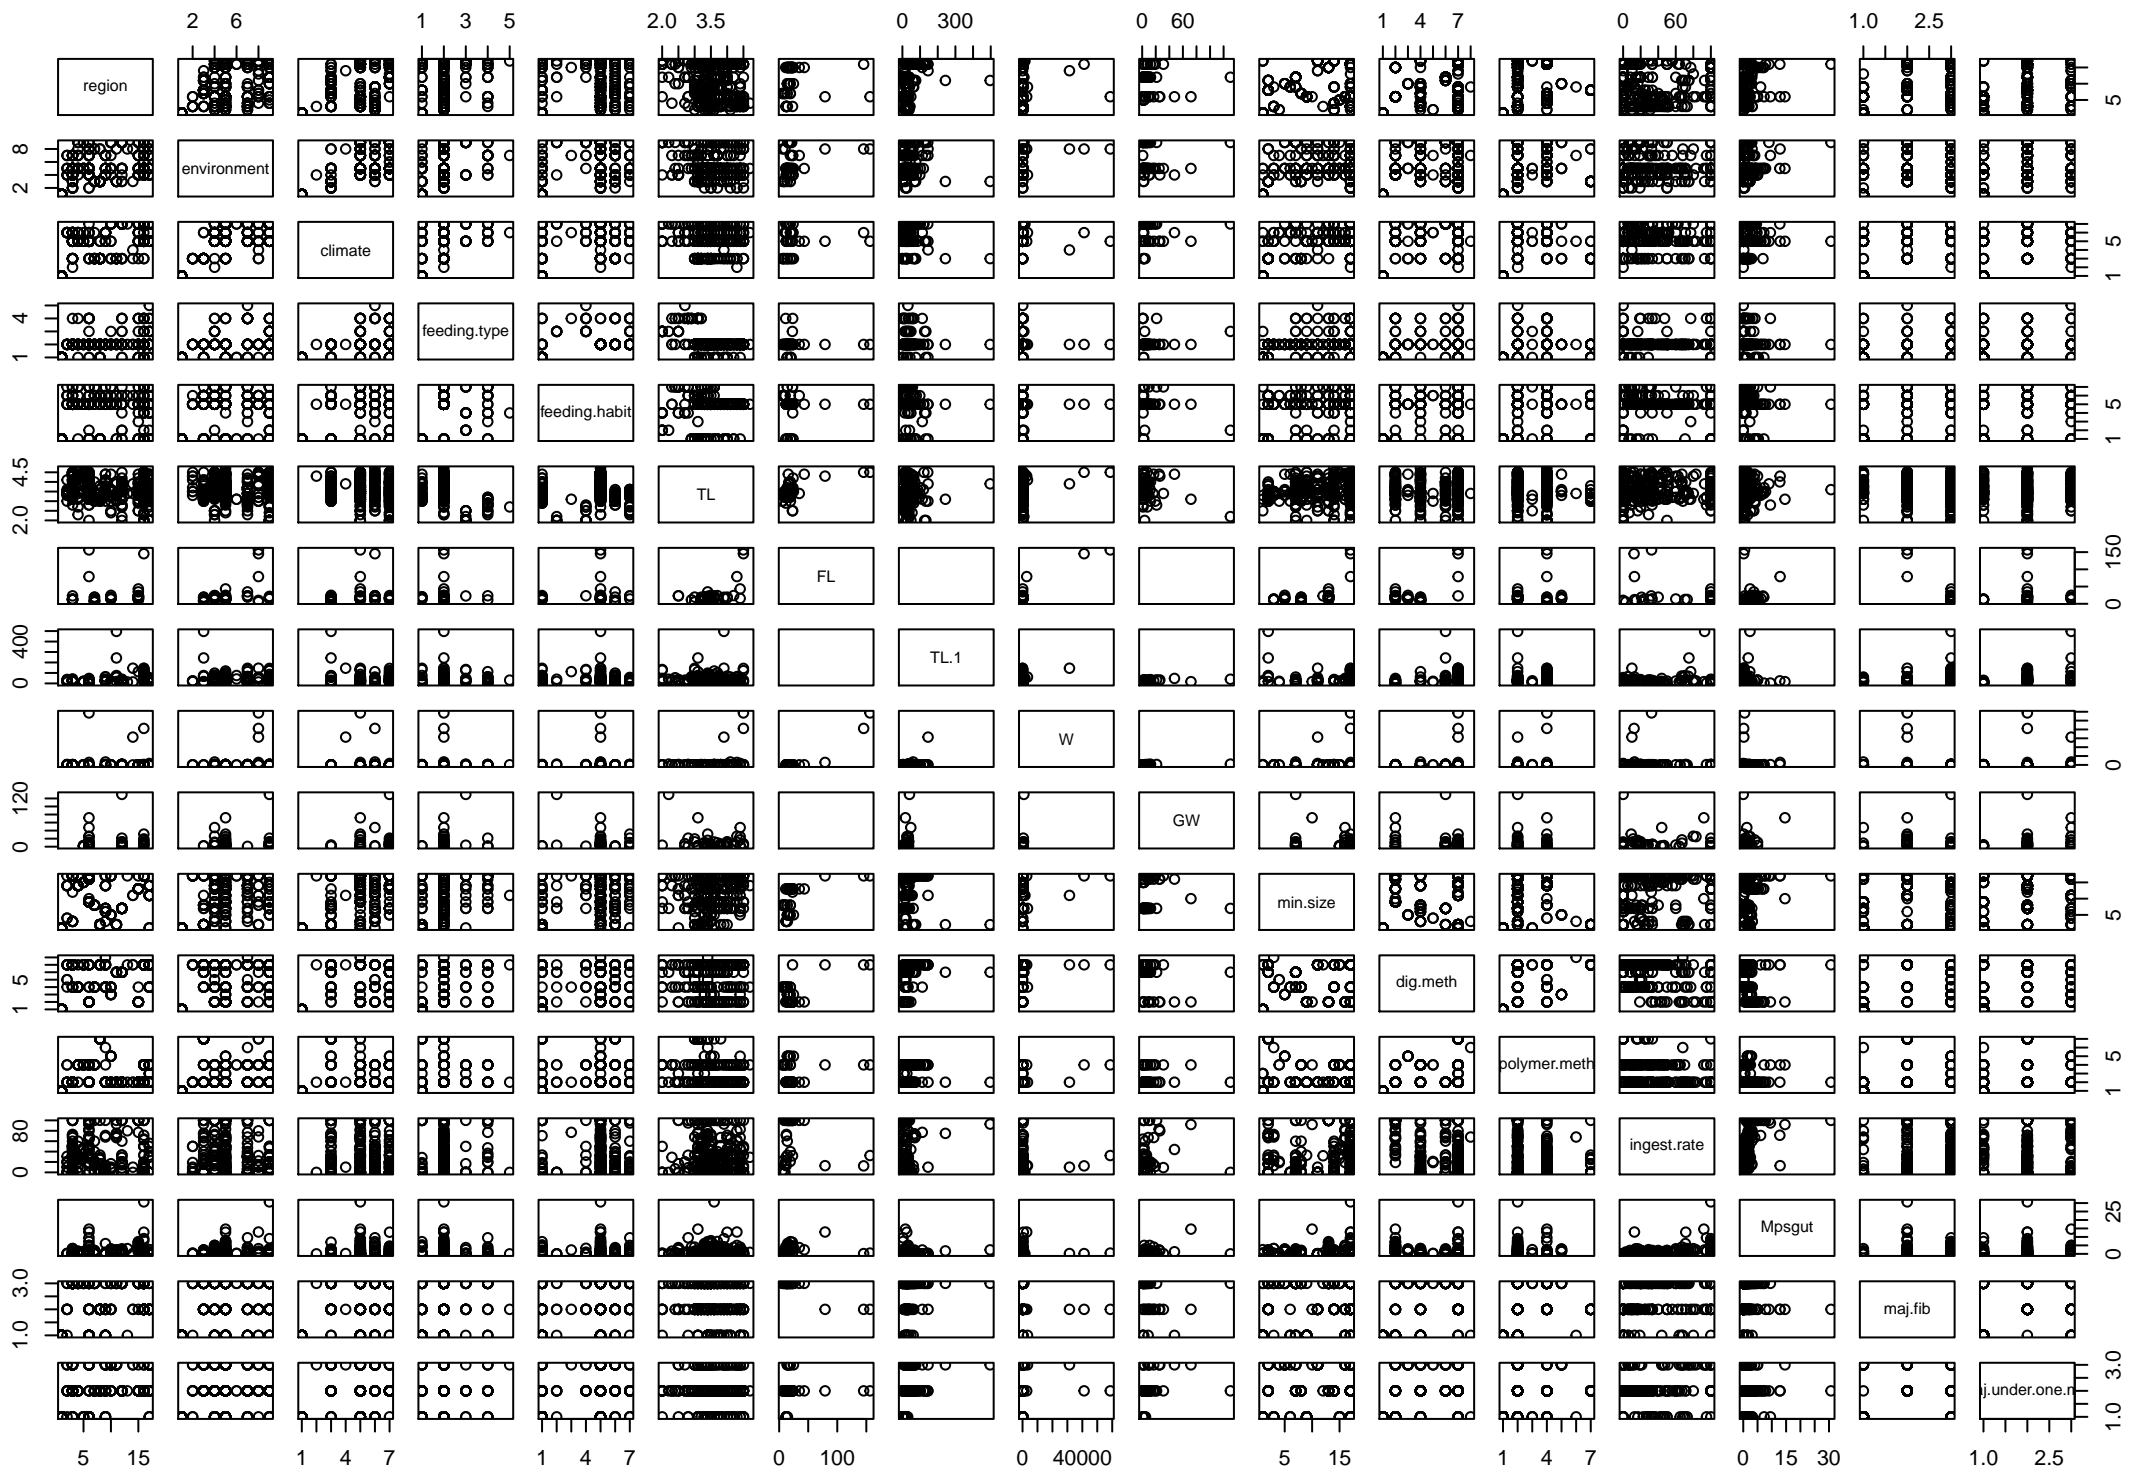 2 6 1 3 5 2.0 3.5 0 300 0 60 1 4 7 0 60 1.0 2.5
region 5
8 2 environment
climate 5 1
4 1 feeding.type
feeding.habit 5 1
4.5 2.0 TL
FL 150 0
400 0 TL.1
W 0
120 0 GW
min.size 5
5 1 dig.meth
polymer.meth 5 1
80 0 ingest.rate
Mpsgut 25 0
3.0 1.0 maj.fib
j.under.one.n 3.0 1.0
5 15 1 4 7 1 4 7 0 100 0 40000 5 15 1 4 7 0 15 30 1.0 2.5